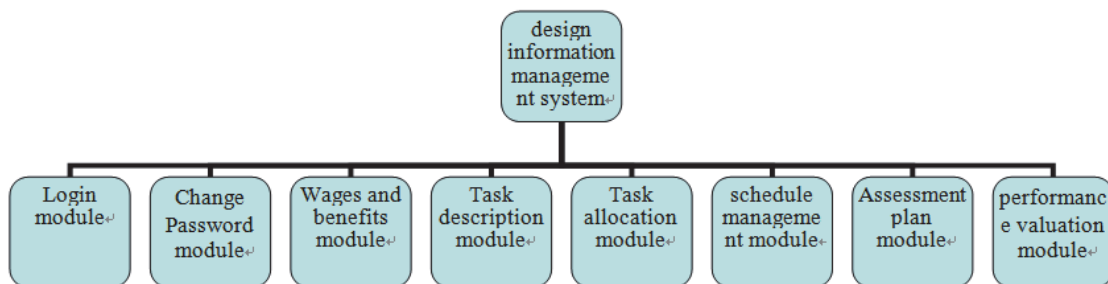 design
information
manageme
nt system↵
Login
module↵
Change
Password
module↵
Wages and
benefits
module↵
Task
description
module↵
Task
allocation
module↵
schedule
manageme
nt module↵
Assessment
plan
module↵
performanc
e valuation
module↵